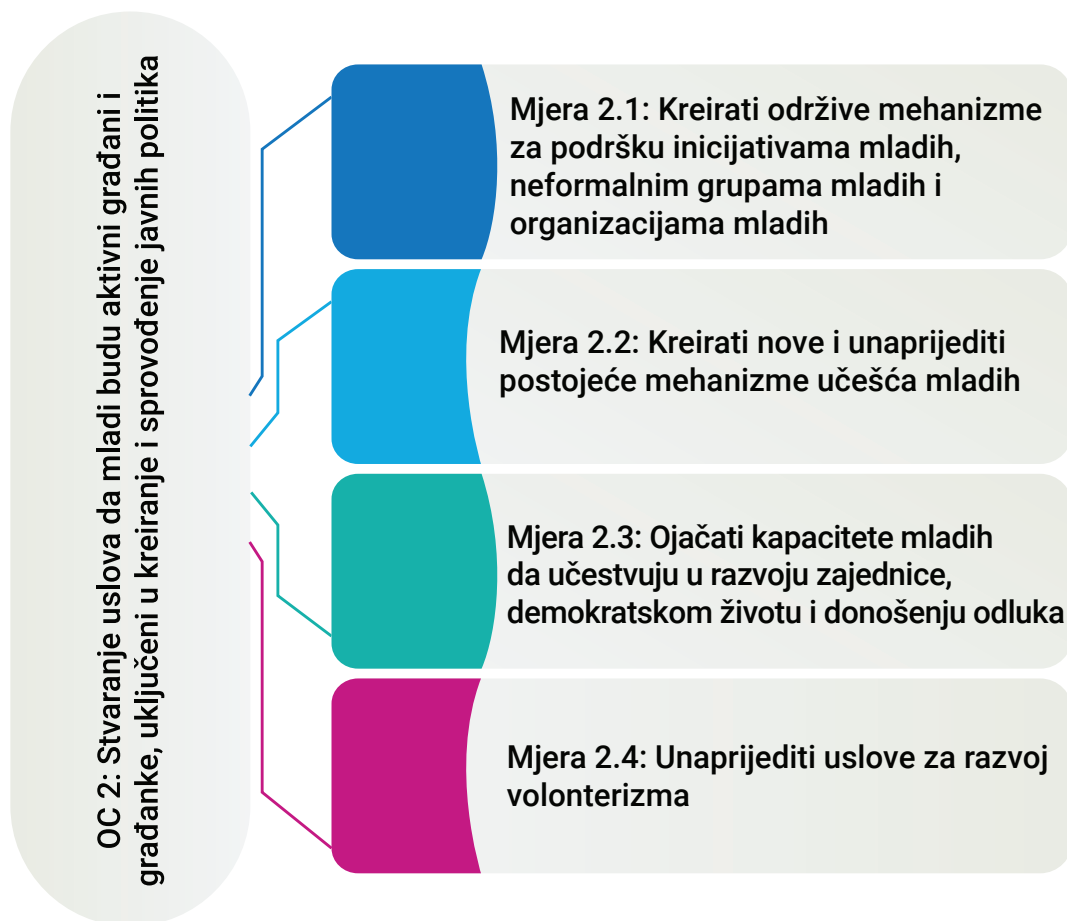 OC 2: Stvaranje uslova da mladi budu aktivni građani i
građanke, uključeni u kreiranje i sprovođenje javnih politika
Mjera 2.1: Kreirati održive mehanizme
za podršku inicijativama mladih,
neformalnim grupama mladih i
organizacijama mladih
Mjera 2.2: Kreirati nove i unaprijediti
postojeće mehanizme učešća mladih
Mjera 2.3: Ojačati kapacitete mladih
da učestvuju u razvoju zajednice,
demokratskom životu i donošenju odluka
Mjera 2.4: Unaprijediti uslove za razvoj
volonterizma